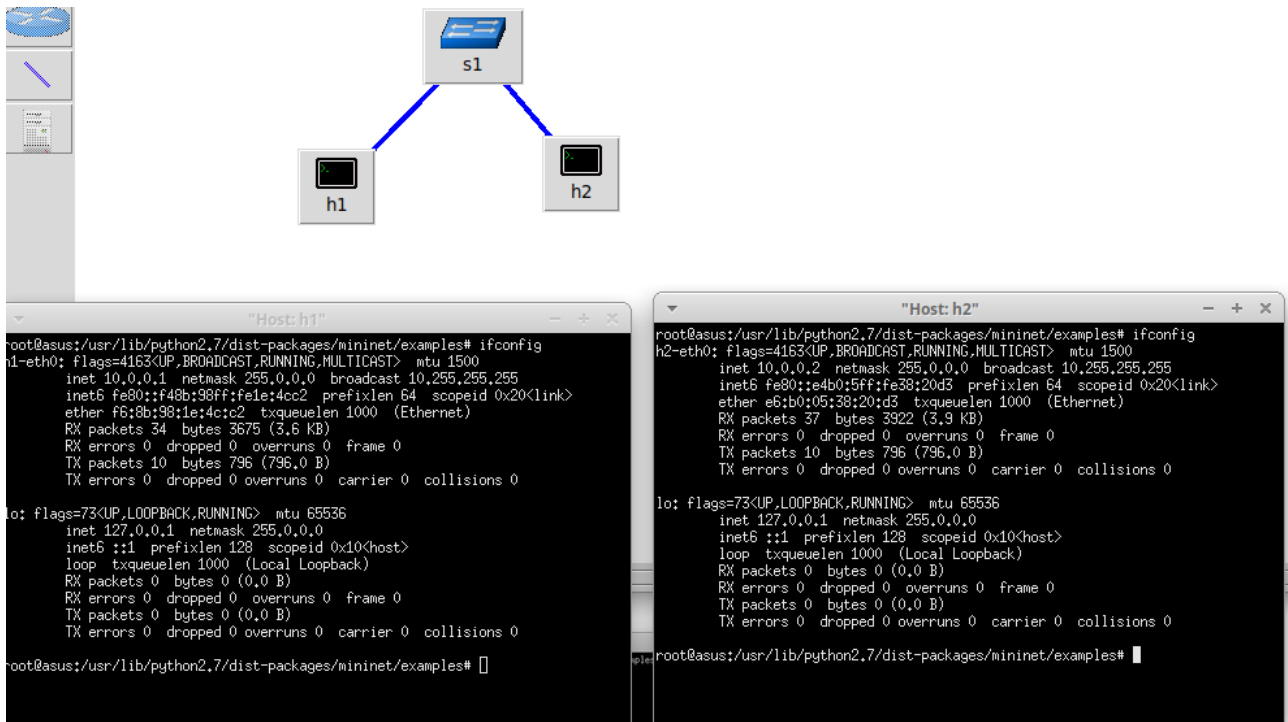 s1
h1
h2
"Host: h1"
root@asus:/usr/lib/python2.7/dist-packages/mininet/examples# ifconfig
h1-eth0: flags=4163<UP,BROADCAST,RUNNING,MULTICAST>  mtu 1500
        inet 10.0.0.1  netmask 255.0.0.0  broadcast 10.255.255.255
        inet6 fe80::f48b:98ff:fe1e:4cc2  prefixlen 64  scopeid 0x20<link>
        ether f6:8b:98:1e:4c:c2  txqueuelen 1000  (Ethernet)
        RX packets 34  bytes 3675 (3.6 KB)
        RX errors 0  dropped 0  overruns 0  frame 0
        TX packets 10  bytes 796 (796.0 B)
        TX errors 0  dropped 0 overruns 0  carrier 0  collisions 0
lo: flags=73<UP,LOOPBACK,RUNNING>  mtu 65536
        inet 127.0.0.1  netmask 255.0.0.0
        inet6 ::1  prefixlen 128  scopeid 0x10<host>
        loop  txqueuelen 1000  (Local Loopback)
        RX packets 0  bytes 0 (0.0 B)
        RX errors 0  dropped 0  overruns 0  frame 0
        TX packets 0  bytes 0 (0.0 B)
        TX errors 0  dropped 0 overruns 0  carrier 0  collisions 0
root@asus:/usr/lib/python2.7/dist-packages/mininet/examples#
"Host: h2"
root@asus:/usr/lib/python2.7/dist-packages/mininet/examples# ifconfig
h2-eth0: flags=4163<UP,BROADCAST,RUNNING,MULTICAST>  mtu 1500
        inet 10.0.0.2  netmask 255.0.0.0  broadcast 10.255.255.255
        inet6 fe80::e4b0:5ff:fe38:20d3  prefixlen 64  scopeid 0x20<link>
        ether e6:b0:05:38:20:d3  txqueuelen 1000  (Ethernet)
        RX packets 37  bytes 3922 (3.9 KB)
        RX errors 0  dropped 0  overruns 0  frame 0
        TX packets 10  bytes 796 (796.0 B)
        TX errors 0  dropped 0 overruns 0  carrier 0  collisions 0
lo: flags=73<UP,LOOPBACK,RUNNING>  mtu 65536
        inet 127.0.0.1  netmask 255.0.0.0
        inet6 ::1  prefixlen 128  scopeid 0x10<host>
        loop  txqueuelen 1000  (Local Loopback)
        RX packets 0  bytes 0 (0.0 B)
        RX errors 0  dropped 0  overruns 0  frame 0
        TX packets 0  bytes 0 (0.0 B)
        TX errors 0  dropped 0 overruns 0  carrier 0  collisions 0
root@asus:/usr/lib/python2.7/dist-packages/mininet/examples#